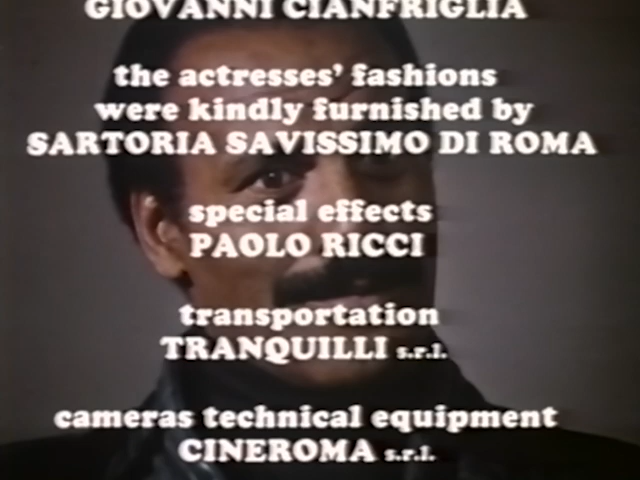 GIOVANNI CIANFRIGLIA
the actresses' fashions
were kindly furnished by
SARTORIA SAVISSIMO DI ROMA
special effects
PAOLO RICCI
transportation
TRANQUILLI s.r.l.
cameras technical equipment
CINEROMA s.r.l.